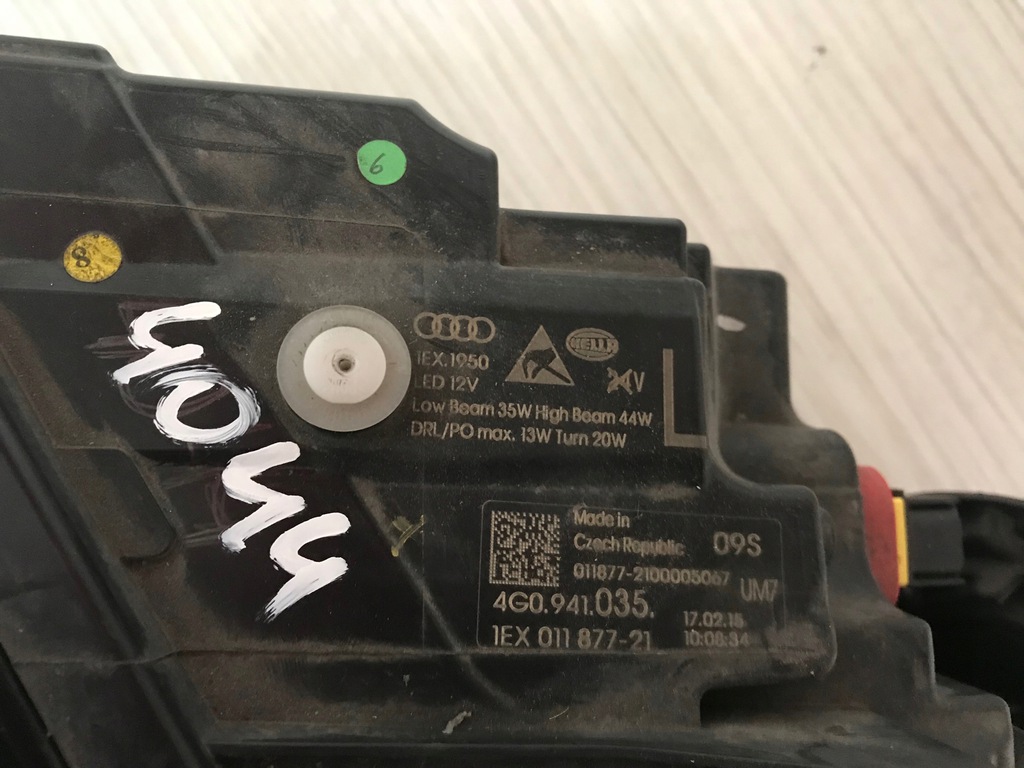 6
8
HELLA
1EX.1950
LED 12V
Low Beam 35W High Beam 44W
DRL/PO max. 13W Turn 20W
L
Made in
Czech Republic 09S
011877-2100005067
UM7
4G0.941.035.
17.02.15
1EX 011 877-21
10:08:34